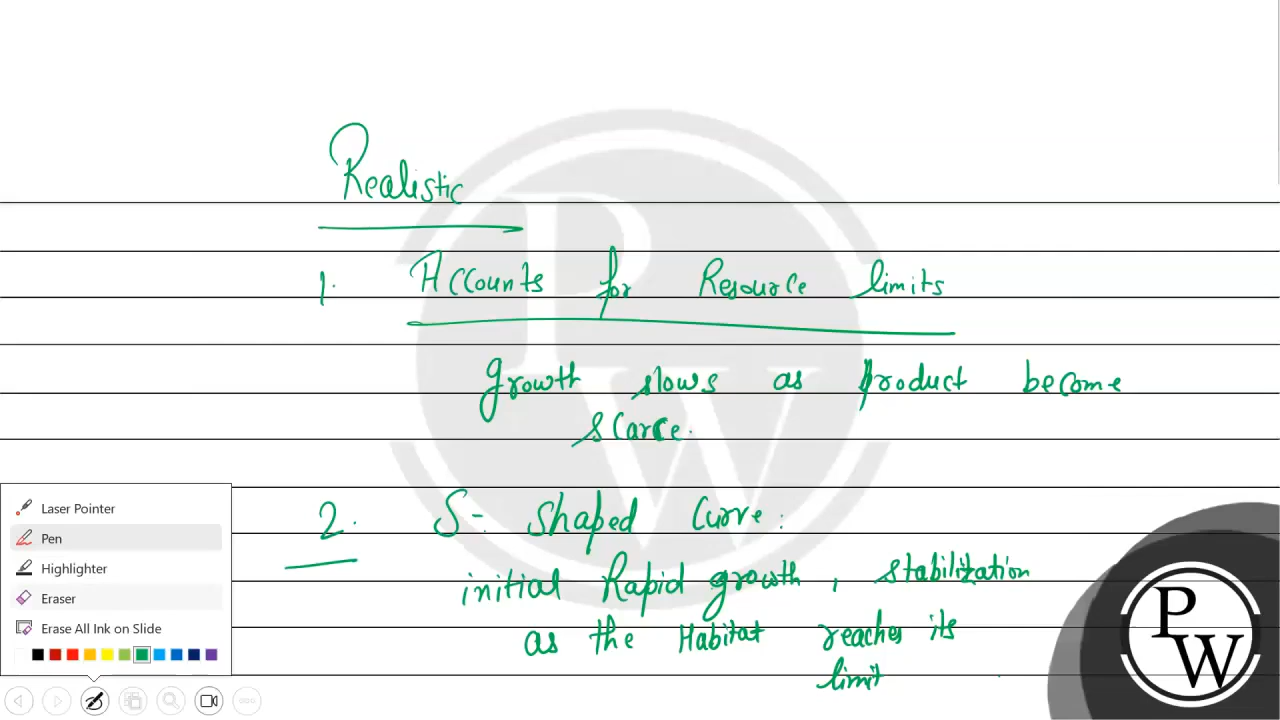 Realistic
1. Accounts for Resource limits
growth slows as product become
scarce.
2. S- shaped curve:
initial Rapid growth, stabilization
as the Habitat reaches its
limit
Laser Pointer
Pen
Highlighter
Eraser
Erase All Ink on Slide
P
W
P
W